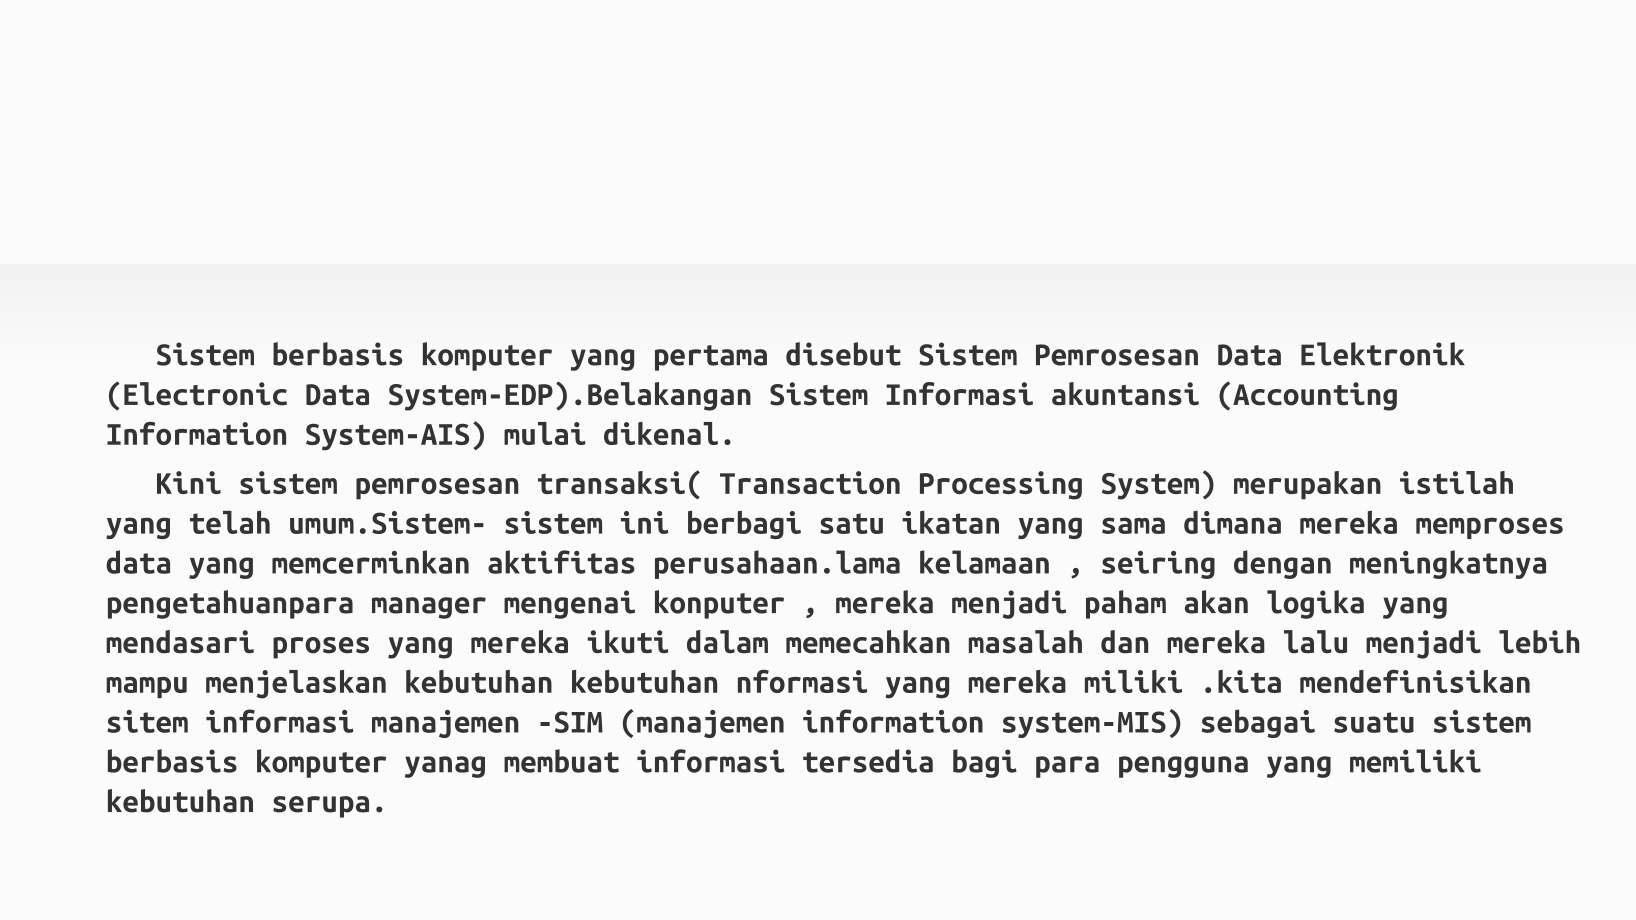 Sistem berbasis komputer yang pertama disebut Sistem Pemrosesan Data Elektronik
(Electronic Data System-EDP).Belakangan Sistem Informasi akuntansi (Accounting
Information System-AIS) mulai dikenal.
Kini sistem pemrosesan transaksi( Transaction Processing System) merupakan istilah
yang telah umum.Sistem- sistem ini berbagi satu ikatan yang sama dimana mereka memproses
data yang memcerminkan aktifitas perusahaan.lama kelamaan , seiring dengan meningkatnya
pengetahuanpara manager mengenai konputer , mereka menjadi paham akan logika yang
mendasari proses yang mereka ikuti dalam memecahkan masalah dan mereka lalu menjadi lebih
mampu menjelaskan kebutuhan kebutuhan nformasi yang mereka miliki .kita mendefinisikan
sitem informasi manajemen -SIM (manajemen information system-MIS) sebagai suatu sistem
berbasis komputer yanag membuat informasi tersedia bagi para pengguna yang memiliki
kebutuhan serupa.